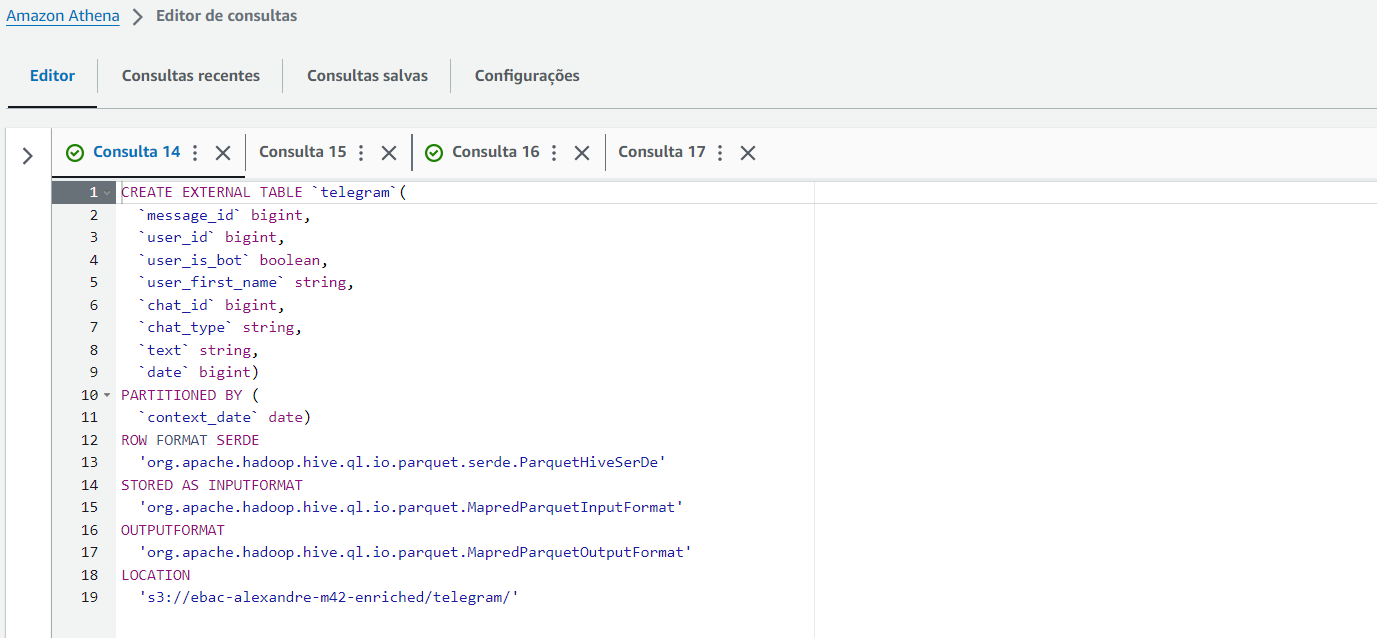 Amazon Athena > Editor de consultas
Editor Consultas recentes Consultas salvas Configurações
Consulta 14 Consulta 15 Consulta 16 Consulta 17
1 CREATE EXTERNAL TABLE `telegram`(
2 `message_id` bigint,
3 `user_id` bigint,
4 `user_is_bot` boolean,
5 `user_first_name` string,
6 `chat_id` bigint,
7 `chat_type` string,
8 `text` string,
9 `date` bigint)
10 PARTITIONED BY (
11 `context_date` date)
12 ROW FORMAT SERDE
13 'org.apache.hadoop.hive.ql.io.parquet.serde.ParquetHiveSerDe'
14 STORED AS INPUTFORMAT
15 'org.apache.hadoop.hive.ql.io.parquet.MapredParquetInputFormat'
16 OUTPUTFORMAT
17 'org.apache.hadoop.hive.ql.io.parquet.MapredParquetOutputFormat'
18 LOCATION
19 's3://ebac-alexandre-m42-enriched/telegram/'